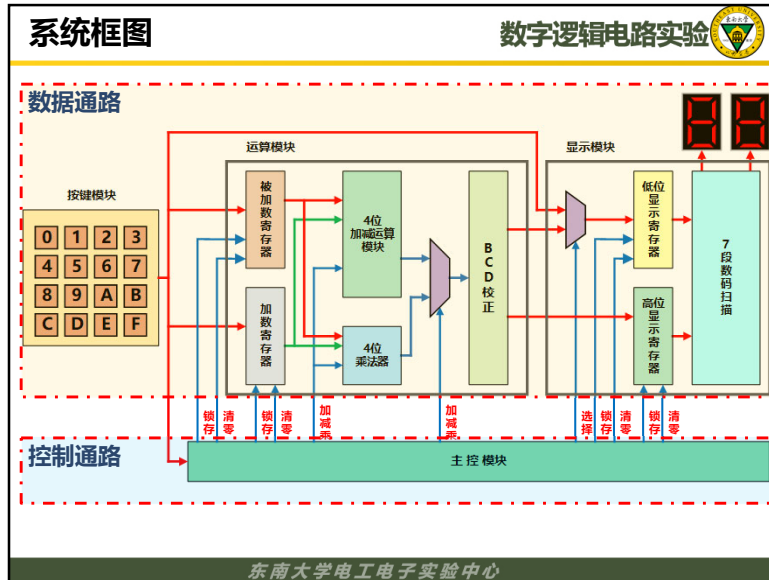 系统框图
数字逻辑电路实验
数据通路
运算模块
显示模块
按键模块
0 1 2 3
4 5 6 7
8 9 A B
C D E F
被加数寄存器
加数寄存器
4位
加减运算
模块
4位
乘法器
BCD校正
低位显示寄存器
高位显示寄存器
7段数码扫描
8 8
锁存
清零
锁存
清零
加减乘
加减乘
选择
锁存
清零
锁存
清零
控制通路
主控模块
东南大学电工电子实验中心